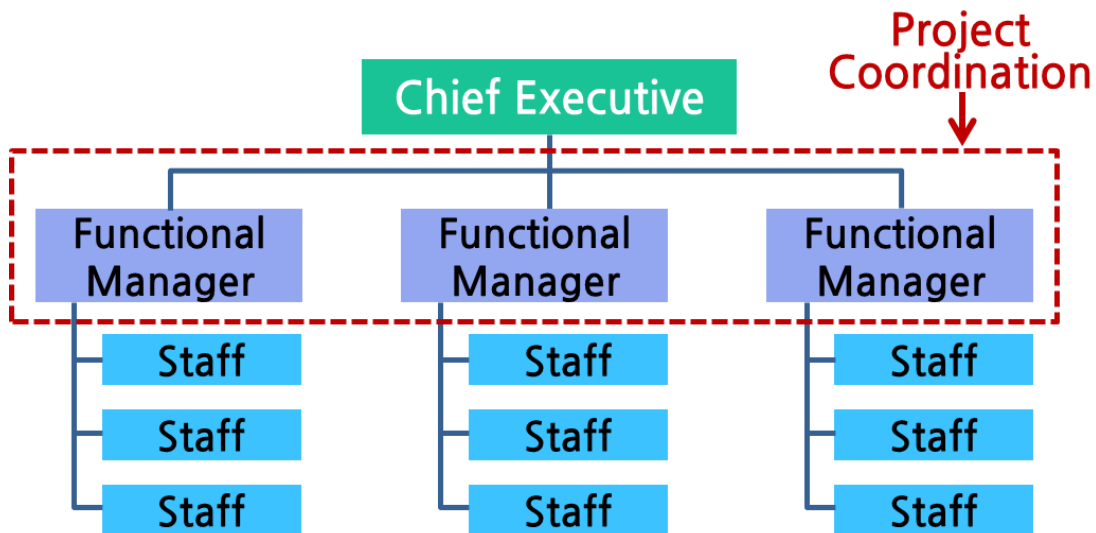 Project
Coordination
Chief Executive
Functional
Manager
Functional
Manager
Functional
Manager
Staff
Staff
Staff
Staff
Staff
Staff
Staff
Staff
Staff